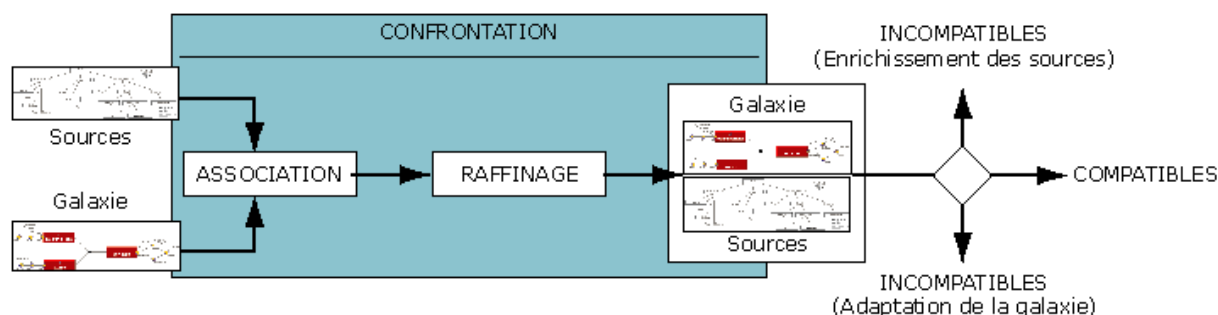 CONFRONTATION
INCOMPATIBLES
(Enrichissement des sources)
Sources
Galaxie
ASSOCIATION
RAFFINAGE
COMPATIBLES
Galaxie
Sources
INCOMPATIBLES
(Adaptation de la galaxie)